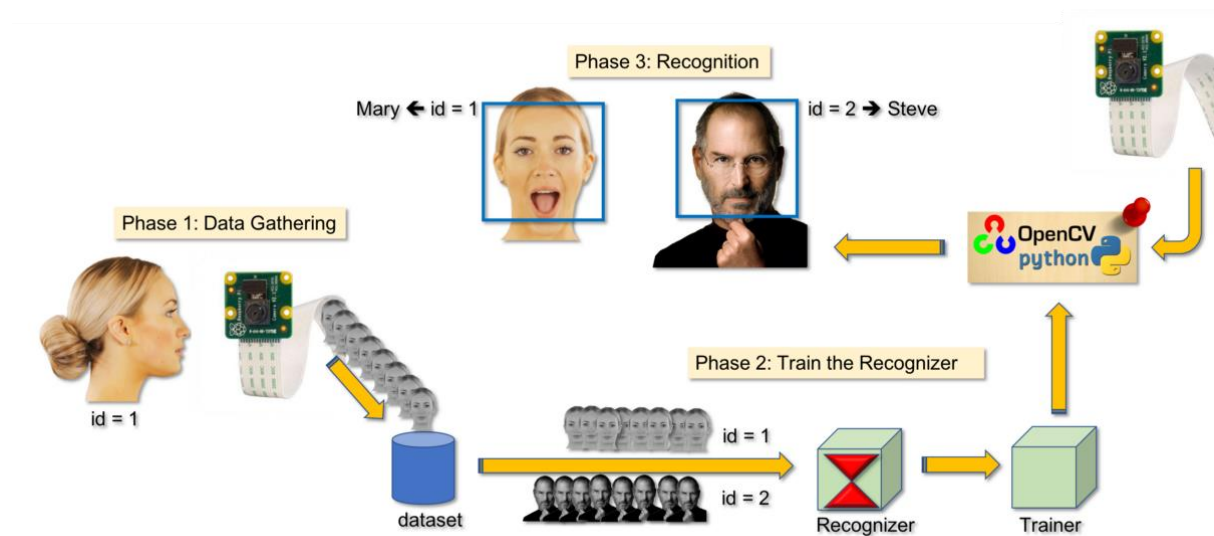 Phase 3: Recognition
Mary ← id = 1
id = 2 → Steve
Phase 1: Data Gathering
OpenCV
python
Phase 2: Train the Recognizer
id = 1
id = 1
id = 2
dataset
Recognizer
Trainer